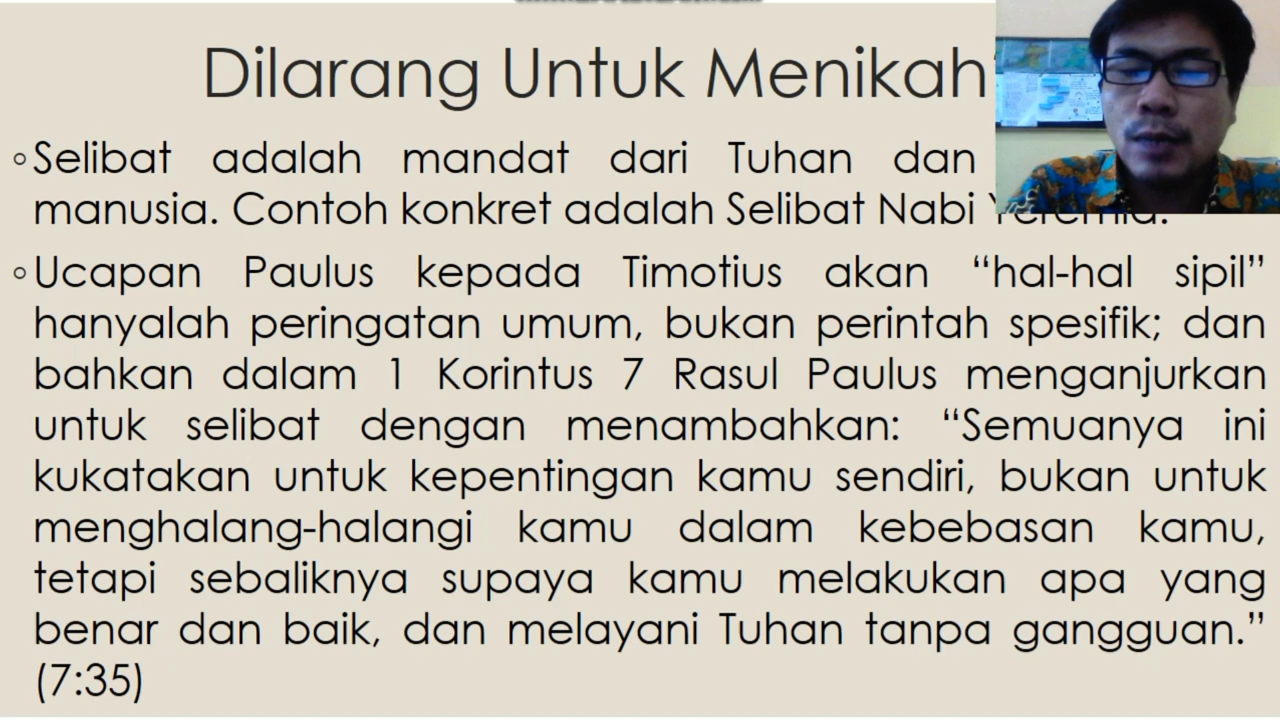 Dilarang Untuk Menikah
◦Selibat adalah mandat dari Tuhan dan
manusia. Contoh konkret adalah Selibat Nabi Yeremia.
◦Ucapan Paulus kepada Timotius akan “hal-hal sipil”
hanyalah peringatan umum, bukan perintah spesifik; dan
bahkan dalam 1 Korintus 7 Rasul Paulus menganjurkan
untuk selibat dengan menambahkan: “Semuanya ini
kukatakan untuk kepentingan kamu sendiri, bukan untuk
menghalang-halangi kamu dalam kebebasan kamu,
tetapi sebaliknya supaya kamu melakukan apa yang
benar dan baik, dan melayani Tuhan tanpa gangguan.”
(7:35)